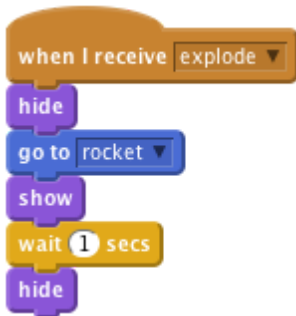 when I receive explode
hide
go to rocket
show
wait 1 secs
hide